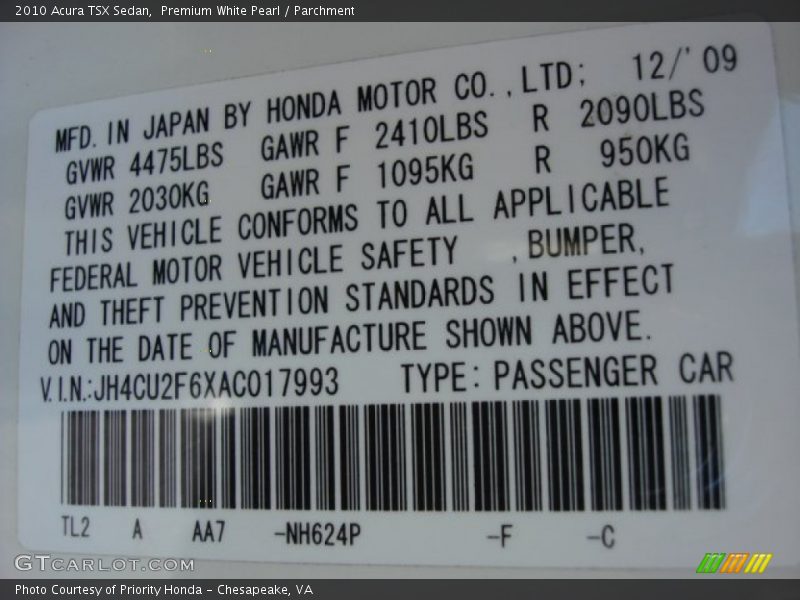 2010 Acura TSX Sedan,  Premium White Pearl / Parchment
MFD. IN JAPAN BY HONDA MOTOR CO.,LTD; 12/'09
GVWR 4475LBS GAWR F 2410LBS R 2090LBS
GVWR 2030KG GAWR F 1095KG R 950KG
THIS VEHICLE CONFORMS TO ALL APPLICABLE
FEDERAL MOTOR VEHICLE SAFETY ,BUMPER,
AND THEFT PREVENTION STANDARDS IN EFFECT
ON THE DATE OF MANUFACTURE SHOWN ABOVE.
V.I.N.:JH4CU2F6XAC017993 TYPE: PASSENGER CAR
TL2 A AA7 -NH624P -F -C
GTCARLOT.COM
Photo Courtesy of Priority Honda - Chesapeake, VA